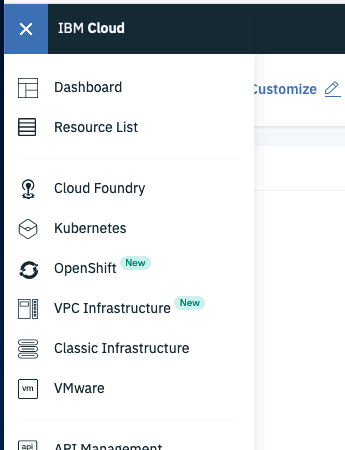 IBM Cloud
Customize
Dashboard
Resource List
Cloud Foundry
Kubernetes
OpenShift New
VPC Infrastructure New
Classic Infrastructure
vm VMware
api API Management